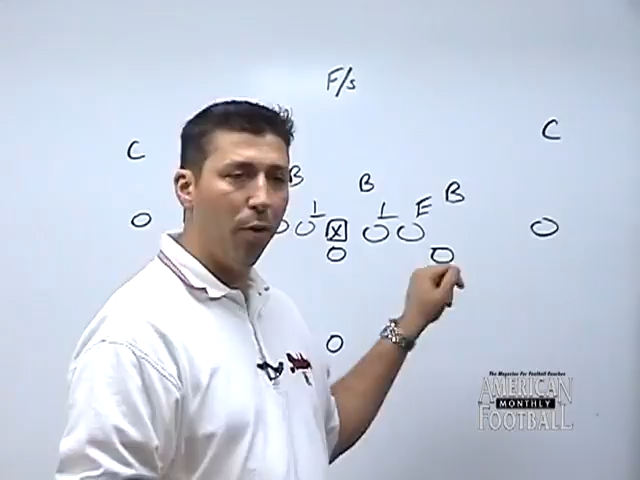 F/s
C
C
B
B
B
E
X
The Magazine For Football Coaches
AMERICAN
MONTHLY
FOOTBALL